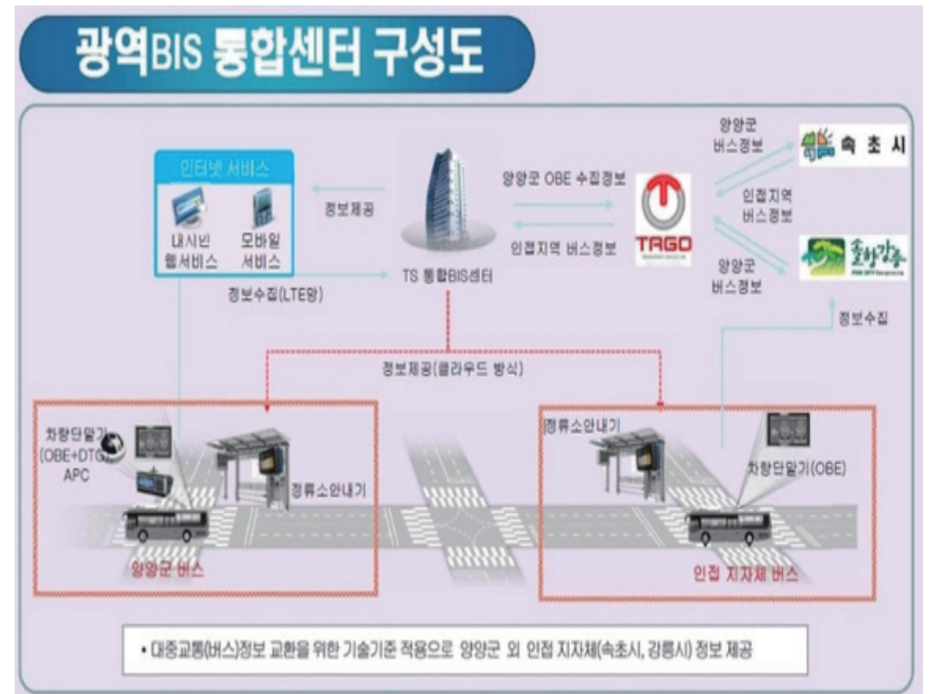 광역BIS 통합센터 구성도
인터넷 서비스
내시빈
웹서비스
모바일
서비스
정보제공
정보수집(LTE망)
TS 통합BIS센터
양양군 OBE 수집정보
인접지역 버스정보
TAGO
양양군
버스정보
속초시
인접지역
버스정보
양양군
버스정보
솔향강릉
정보수집
정보제공(클라우드 방식)
차량단말기
(OBE+DTG)
APC
정류소안내기
양양군 버스
정류소안내기
차량단말기(OBE)
인접 지자체 버스
• 대중교통(버스)정보 교환을 위한 기술기준 적용으로 양양군 외 인접 지자체(속초시, 강릉시) 정보 제공